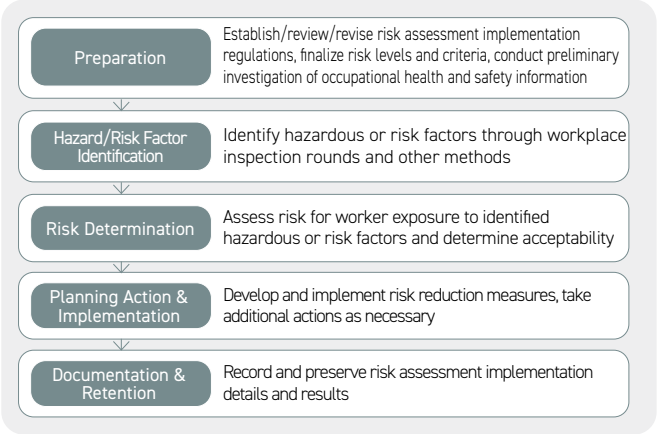 Preparation
Establish/review/revise risk assessment implementation
regulations, finalize risk levels and criteria, conduct preliminary
investigation of occupational health and safety information
Hazard/Risk Factor
Identification
Identify hazardous or risk factors through workplace
inspection rounds and other methods
Risk Determination
Assess risk for worker exposure to identified
hazardous or risk factors and determine acceptability
Planning Action &
Implementation
Develop and implement risk reduction measures, take
additional actions as necessary
Documentation &
Retention
Record and preserve risk assessment implementation
details and results